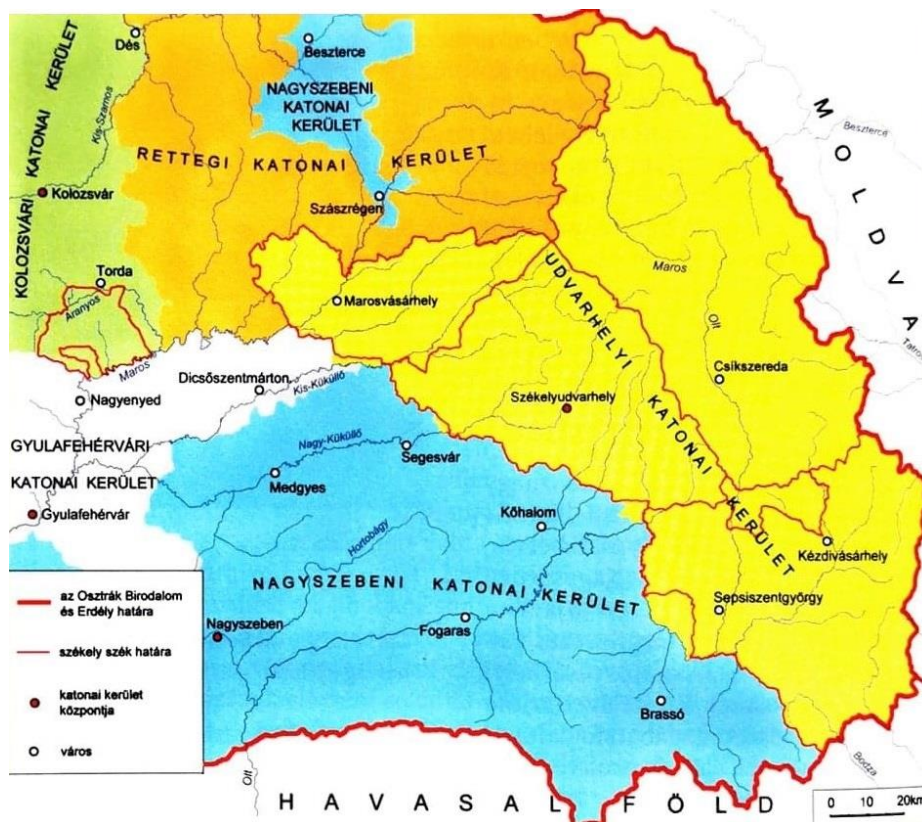 Dés
Beszterce
NAGYSZEBENI
KATONAI
KERÜLET
KOLOZSVÁRI KATONAI KERÜLET
Kis-Szamos
RETTEGI KATONAI KERÜLET
MOLDVA
Beszterce
Kolozsvár
Szászrégen
Torda
Aranyos
Marosvásárhely
Maros
Olt
UDVARHELYI KATONAI KERÜLET
Maros
Dicsőszentmárton
Kis-Küküllő
Csíkszereda
Nagyenyed
Székelyudvarhely
GYULAFEHÉRVÁRI
KATONAI KERÜLET
Nagy-Küküllő
Segesvár
Medgyes
Gyulafehérvár
Kőhalom
Kézdivásárhely
Hortobágy
NAGYSZEBENI KATONAI KERÜLET
Sepsiszentgyörgy
Nagyszeben
Fogaras
Brassó
Olt
Bodza
HAVASALFÖLD
az Osztrák Birodalom
és Erdély határa
székely szék határa
katonai kerület
központja
város
0 10 20km